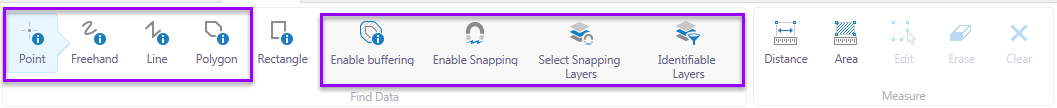 Point
Freehand
Line
Polygon
Rectangle
Enable buffering
Enable Snapping
Select Snapping
Layers
Identifiable
Layers
Find Data
Distance
Area
Edit
Erase
Clear
Measure